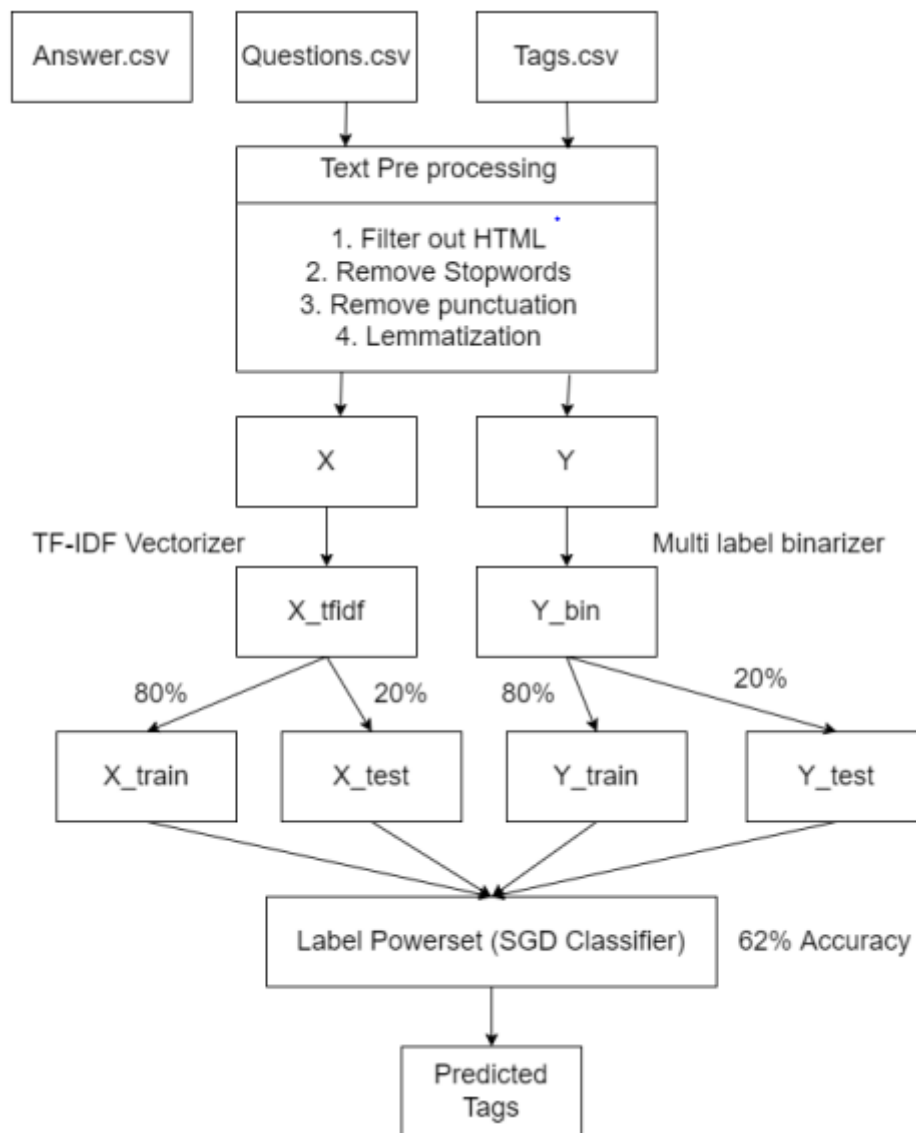 Answer.csv
Questions.csv
Tags.csv
Text Pre processing
1. Filter out HTML
2. Remove Stopwords
3. Remove punctuation
4. Lemmatization
X
Y
TF-IDF Vectorizer
Multi label binarizer
X_tfidf
Y_bin
80%
20%
80%
20%
X_train
X_test
Y_train
Y_test
Label Powerset (SGD Classifier)
62% Accuracy
Predicted
Tags